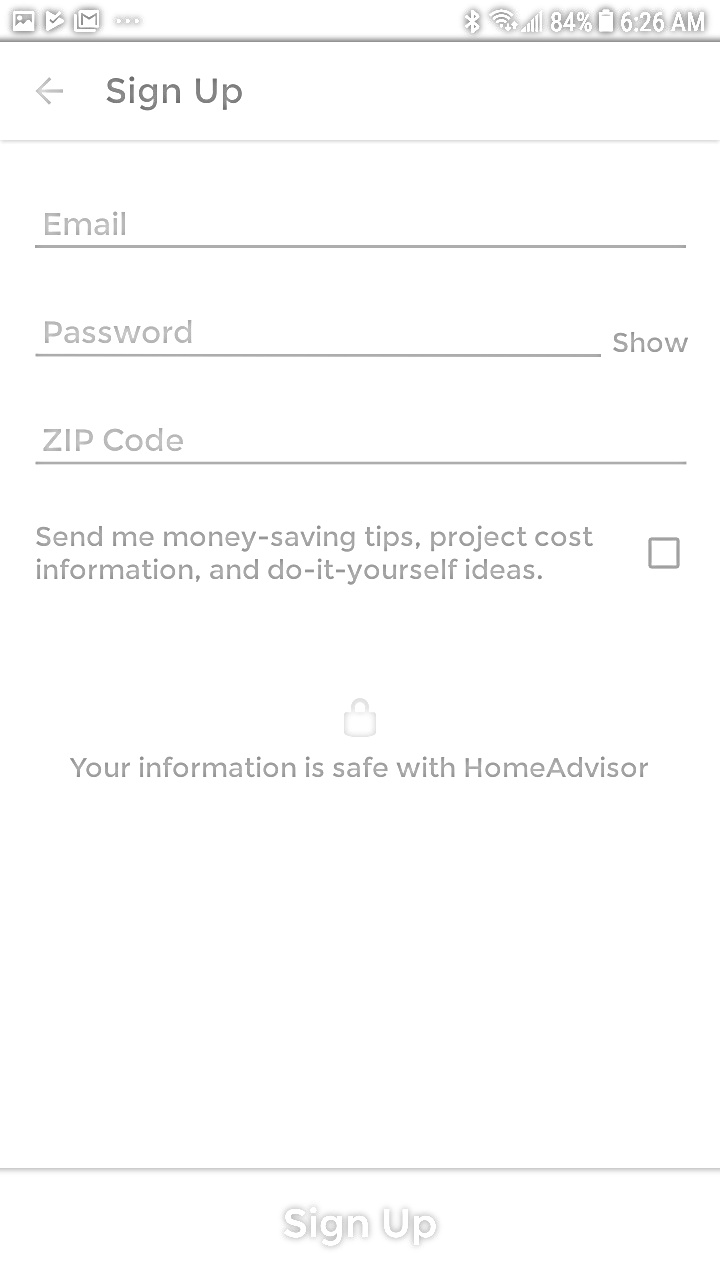 84% 6:26 AM
Sign Up
Email
Password
Show
ZIP Code
Send me money-saving tips, project cost
information, and do-it-yourself ideas.
Your information is safe with HomeAdvisor
Sign Up